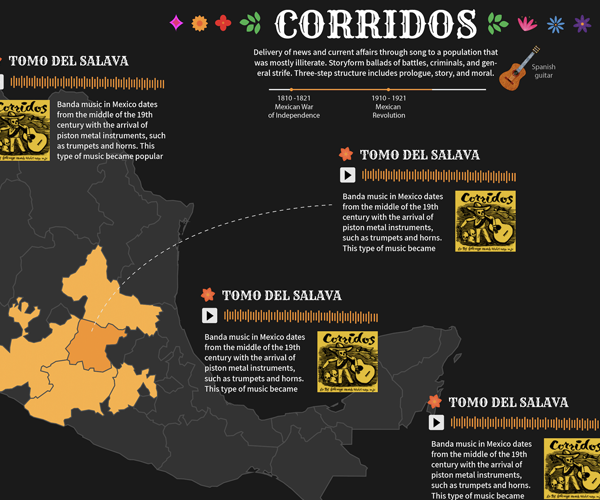 CORRIDOS
Delivery of news and current affairs through song to a population that
was mostly illiterate. Storyform ballads of battles, criminals, and gen-
eral strife. Three-step structure includes prologue, story, and moral.
Spanish
guitar
1810 -1821
Mexican War
of Independence
1910 - 1921
Mexican
Revolution
TOMO DEL SALAVA
Corridos
Banda music in Mexico dates
from the middle of the 19th
century with the arrival of
piston metal instruments, such
as trumpets and horns. This
type of music became popular
TOMO DEL SALAVA
Banda music in Mexico dates
from the middle of the 19th
century with the arrival of
piston metal instruments,
such as trumpets and horns.
This type of music became
Corridos
TOMO DEL SALAVA
Banda music in Mexico dates
from the middle of the 19th
century with the arrival of
piston metal instruments,
such as trumpets and horns.
This type of music became
Corridos
TOMO DEL SALAVA
Banda music in Mexico dates
from the middle of the 19th
century with the arrival of
piston metal instruments,
such as trumpets and horns.
This type of music became
Corridos